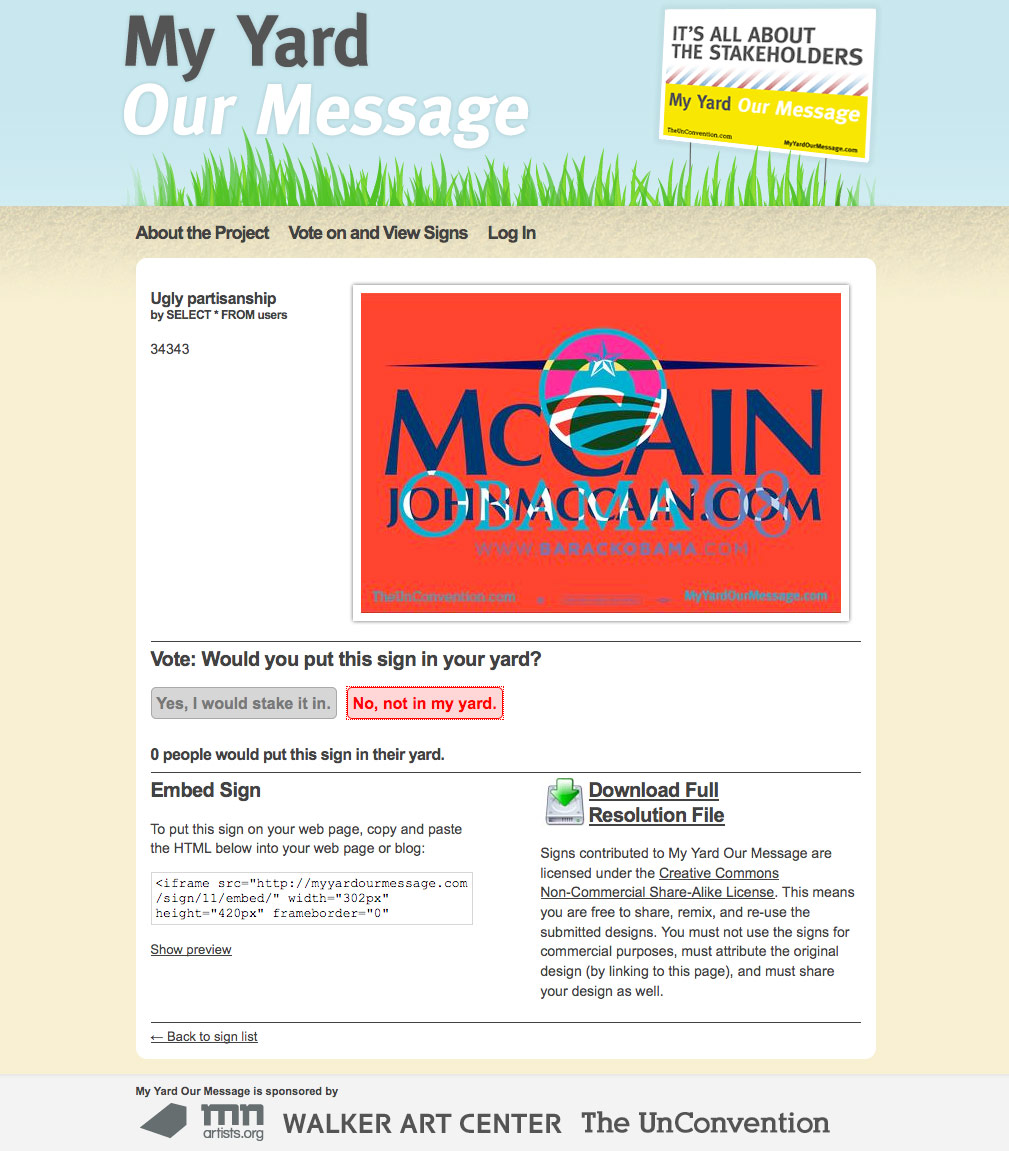 My Yard
Our Message
IT'S ALL ABOUT
THE STAKEHOLDERS
My Yard Our Message
TheUnConvention.com
MyYardOurMessage.com
About the Project Vote on and View Signs Log In
Ugly partisanship
by SELECT * FROM users
34343
MCCAIN
JOHNMCCAIN.COM
OBAMA'08
WWW.BARACKOBAMA.COM
TheUnConvention.com
MyYardOurMessage.com
Vote: Would you put this sign in your yard?
Yes, I would stake it in. No, not in my yard.
0 people would put this sign in their yard.
Embed Sign
To put this sign on your web page, copy and paste
the HTML below into your web page or blog:
<iframe src="http://myyardourmessage.com
/sign/11/embed/" width="302px"
height="420px" frameborder="0"
Show preview
Download Full
Resolution File
Signs contributed to My Yard Our Message are
licensed under the Creative Commons
Non-Commercial Share-Alike License. This means
you are free to share, remix, and re-use the
submitted designs. You must not use the signs for
commercial purposes, must attribute the original
design (by linking to this page), and must share
your design as well.
← Back to sign list
My Yard Our Message is sponsored by
mn
artists.org
WALKER ART CENTER
The UnConvention